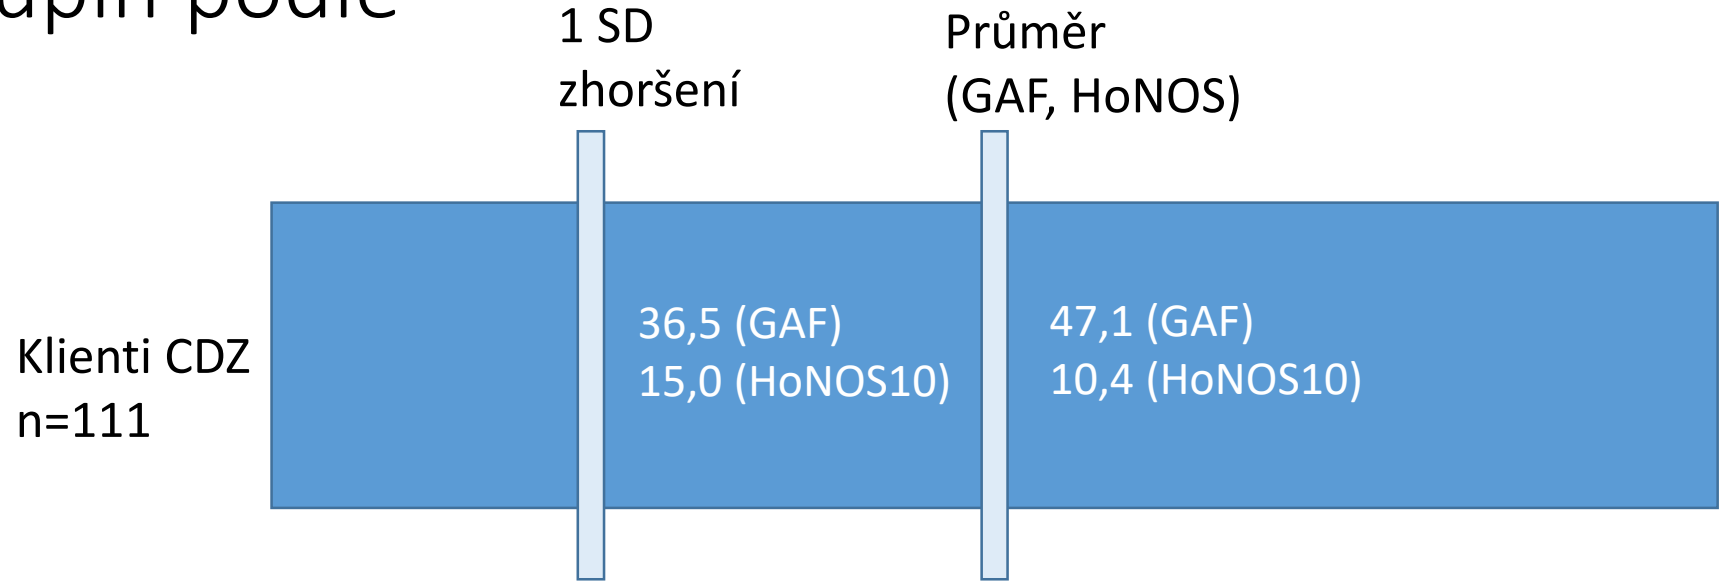 podle
1 SD
zhoršení
Průměr
(GAF, HoNOS)
36,5 (GAF)
15,0 (HoNOS10)
47,1 (GAF)
10,4 (HoNOS10)
Klienti CDZ
n=111